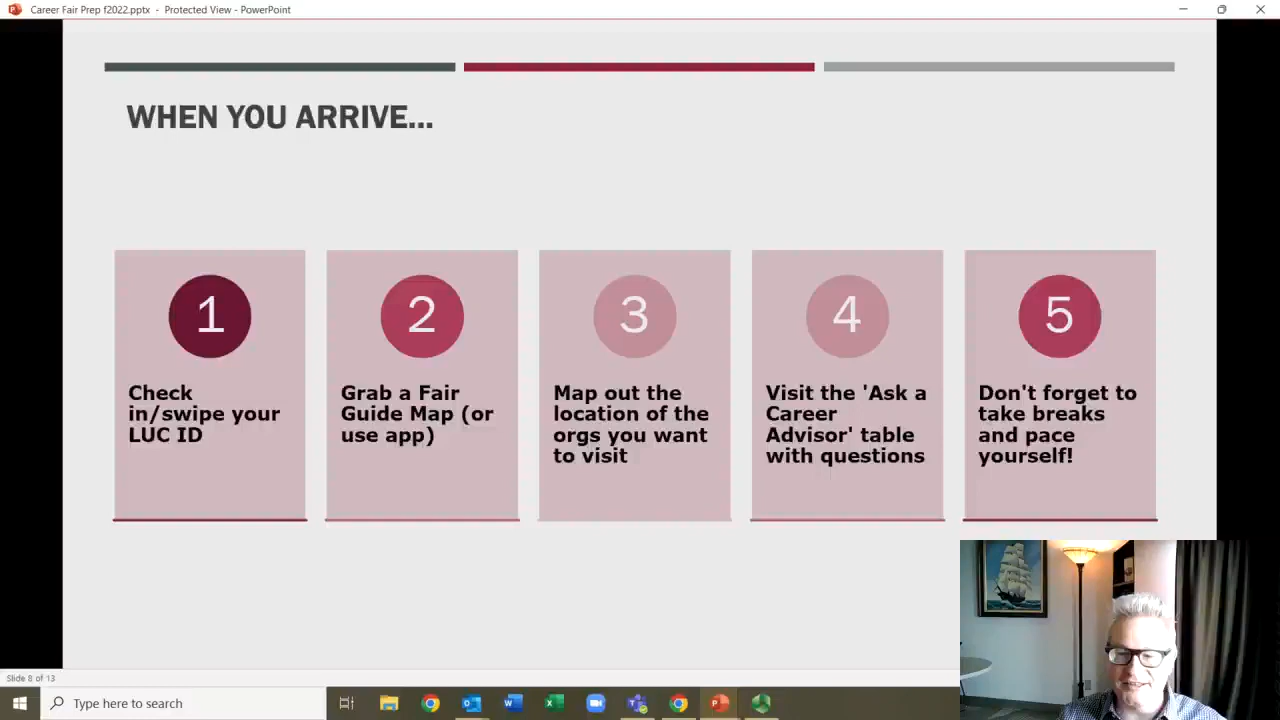 Career Fair Prep f2022.pptx - Protected View - PowerPoint
WHEN YOU ARRIVE...
1
Check
in/swipe your
LUC ID
2
Grab a Fair
Guide Map (or
use app)
3
Map out the
location of the
orgs you want
to visit
4
Visit the 'Ask a
Career
Advisor' table
with questions
5
Don't forget to
take breaks
and pace
yourself!
Slide 8 of 13
Type here to search